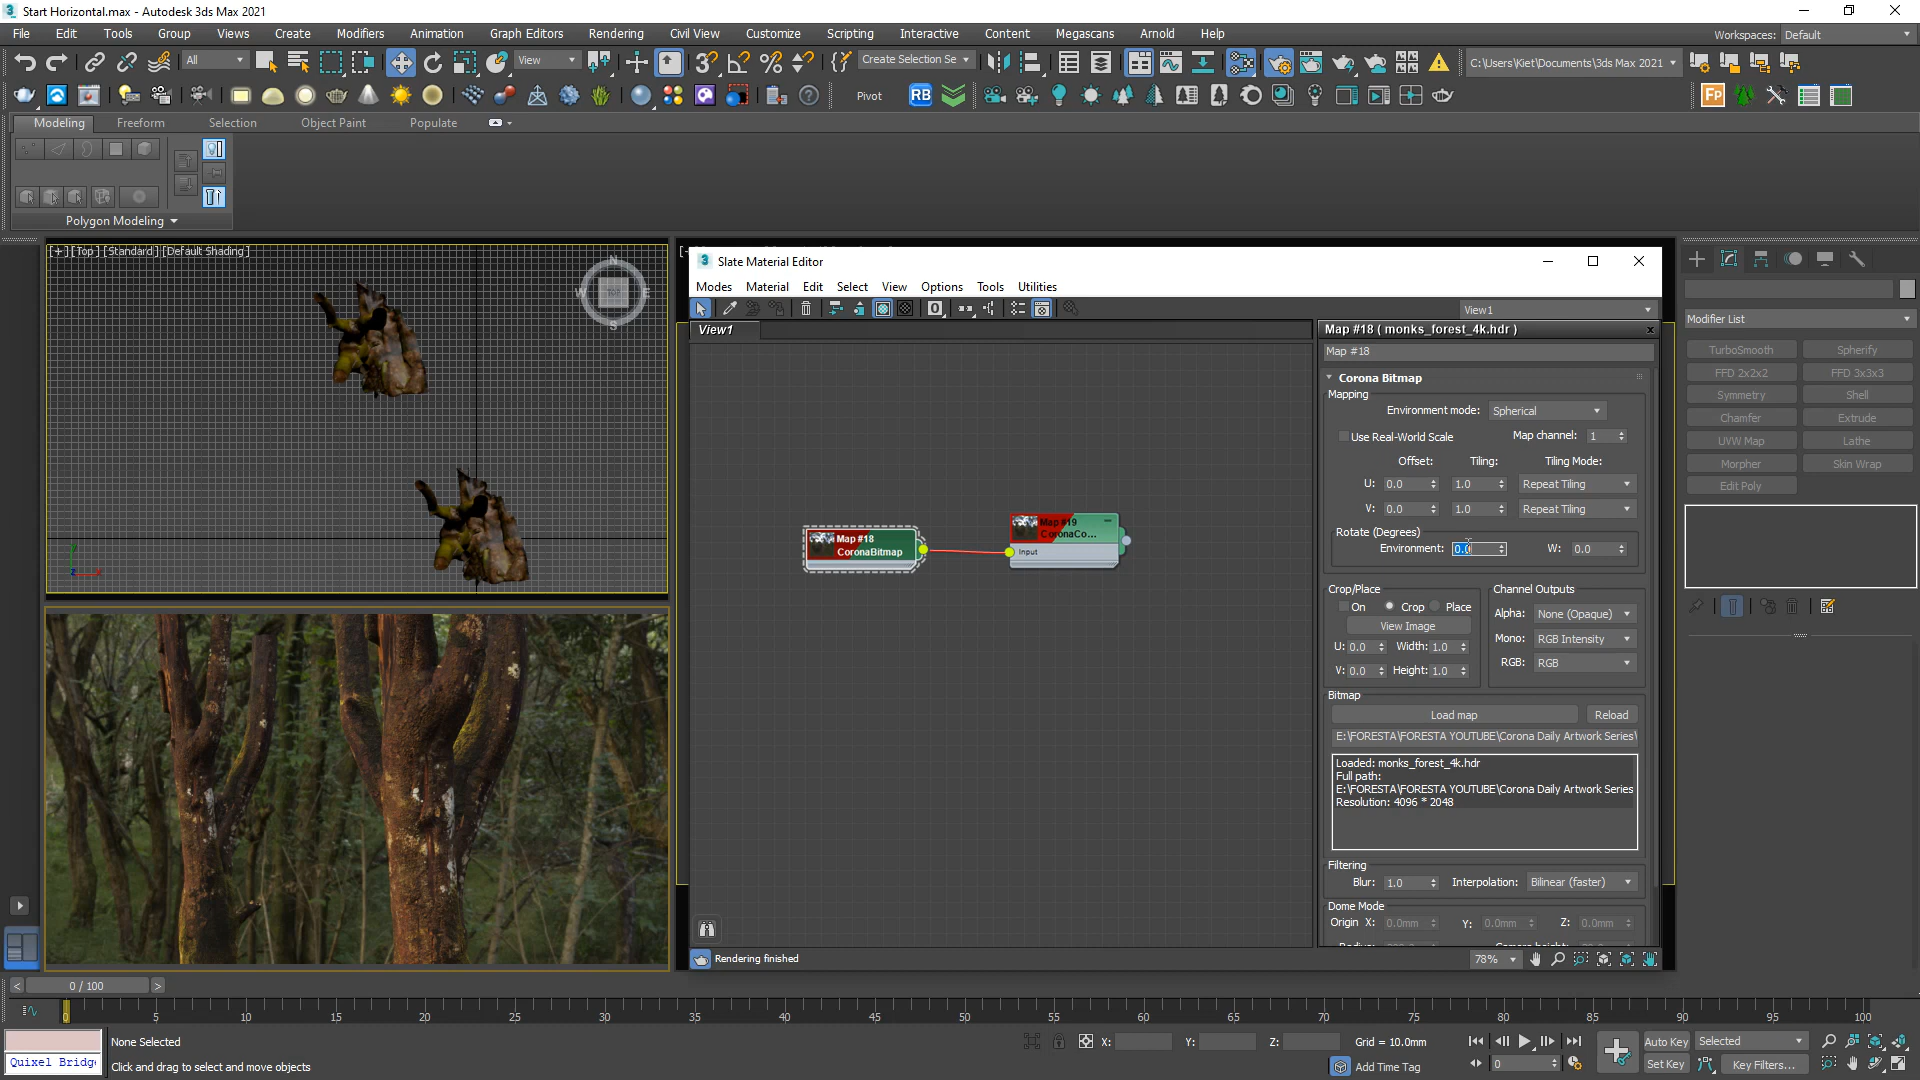 Start Horizontal.max - Autodesk 3ds Max 2021
File Edit Tools Group Views Create Modifiers Animation Graph Editors Rendering Civil View Customize Scripting Interactive Content Megascans Arnold Help
Workspaces: Default
All
View
Create Selection Se
C:\Users\Kiet\Documents\3ds Max 2021
Pivot
RB
FP
Modeling Freeform Selection Object Paint Populate
Polygon Modeling
[+] [Top] [Standard] [Default Shading]
N
W TOP E
S
Slate Material Editor
Modes Material Edit Select View Options Tools Utilities
View1
View1
Map #18 ( monks_forest_4k.hdr )
Map #18
Corona Bitmap
Mapping
Environment mode: Spherical
Use Real-World Scale Map channel: 1
Offset: Tiling: Tiling Mode:
U: 0.0 1.0 Repeat Tiling
V: 0.0 1.0 Repeat Tiling
Rotate (Degrees)
Environment: 0.0 W: 0.0
Crop/Place
On Crop Place
View Image
U: 0.0 Width: 1.0
V: 0.0 Height: 1.0
Channel Outputs
Alpha: None (Opaque)
Mono: RGB Intensity
RGB: RGB
Bitmap
Load map Reload
E:\FORESTA\FORESTA YOUTUBE\Corona Daily Artwork Series\
Loaded: monks_forest_4k.hdr
Full path:
E:\FORESTA\FORESTA YOUTUBE\Corona Daily Artwork Series
Resolution: 4096 * 2048
Filtering
Blur: 1.0 Interpolation: Bilinear (faster)
Dome Mode
Origin X: 0.0mm Y: 0.0mm Z: 0.0mm
Map #18
CoronaBitmap
Map #19
CoronaCo...
Input
Rendering finished
78%
Modifier List
TurboSmooth Spherify
FFD 2x2x2 FFD 3x3x3
Symmetry Shell
Chamfer Extrude
UVW Map Lathe
Morpher Skin Wrap
Edit Poly
< 0 / 100 >
0 5 10 15 20 25 30 35 40 45 50 55 60 65 70 75 80 85 90 95 100
None Selected
Quixel Bridg
Click and drag to select and move objects
X: Y: Z: Grid = 10.0mm
Add Time Tag
0
Auto Key Selected
Set Key Key Filters...